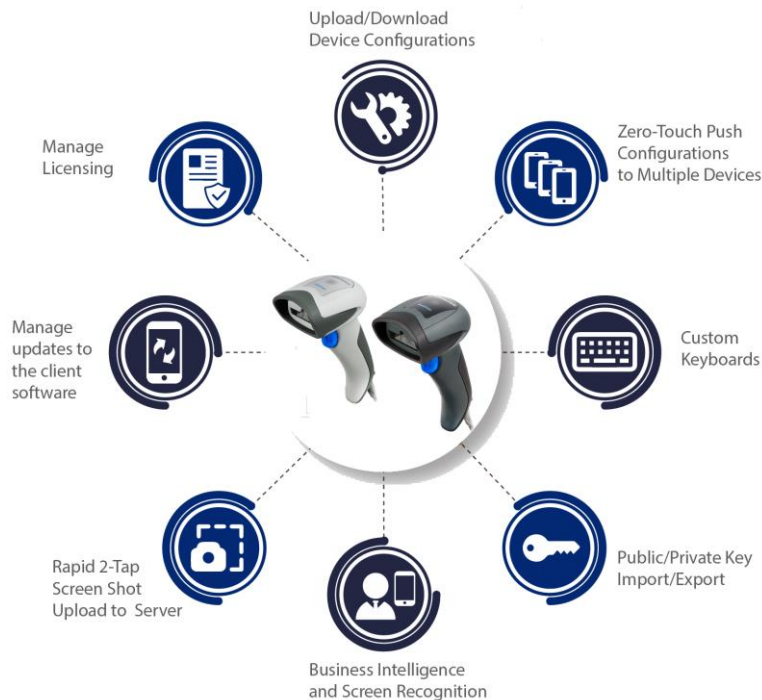 Upload/Download
Device Configurations
Manage
Licensing
Zero-Touch Push
Configurations
to Multiple Devices
Manage
updates to
the client
software
Custom
Keyboards
Rapid 2-Tap
Screen Shot
Upload to Server
Public/Private Key
Import/Export
Business Intelligence
and Screen Recognition